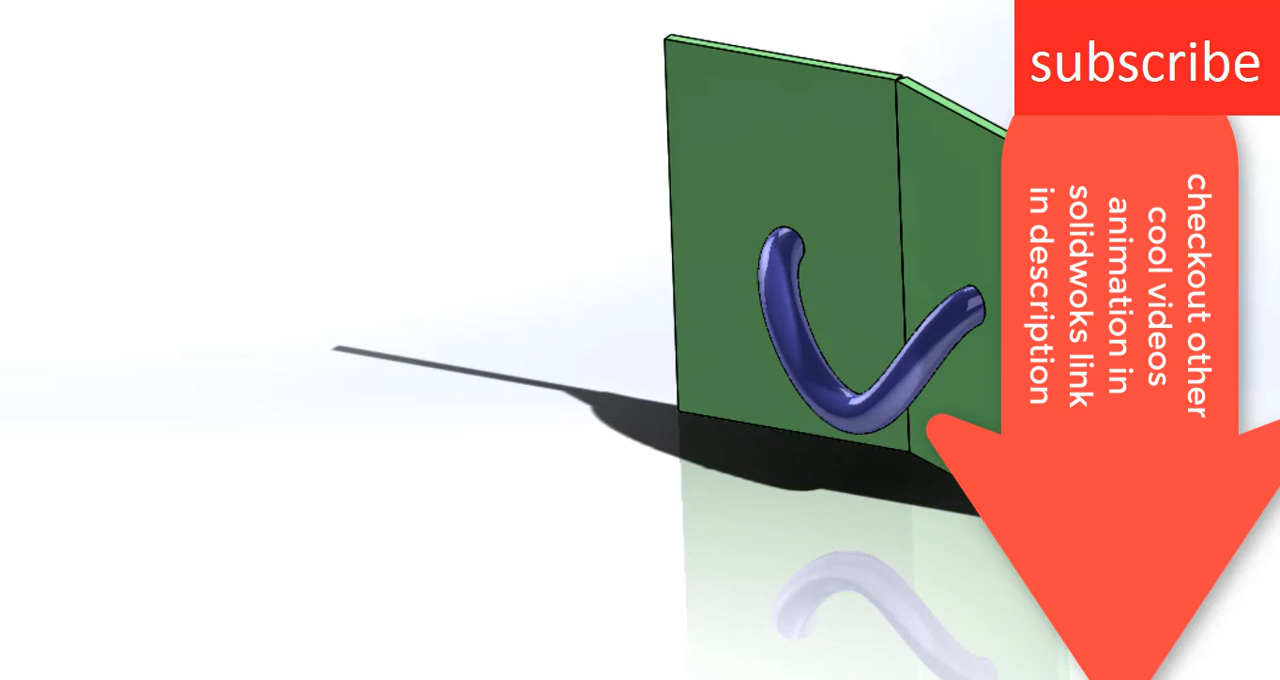 subscribe
checkout other
cool videos
animation in
solidwoks link
in description